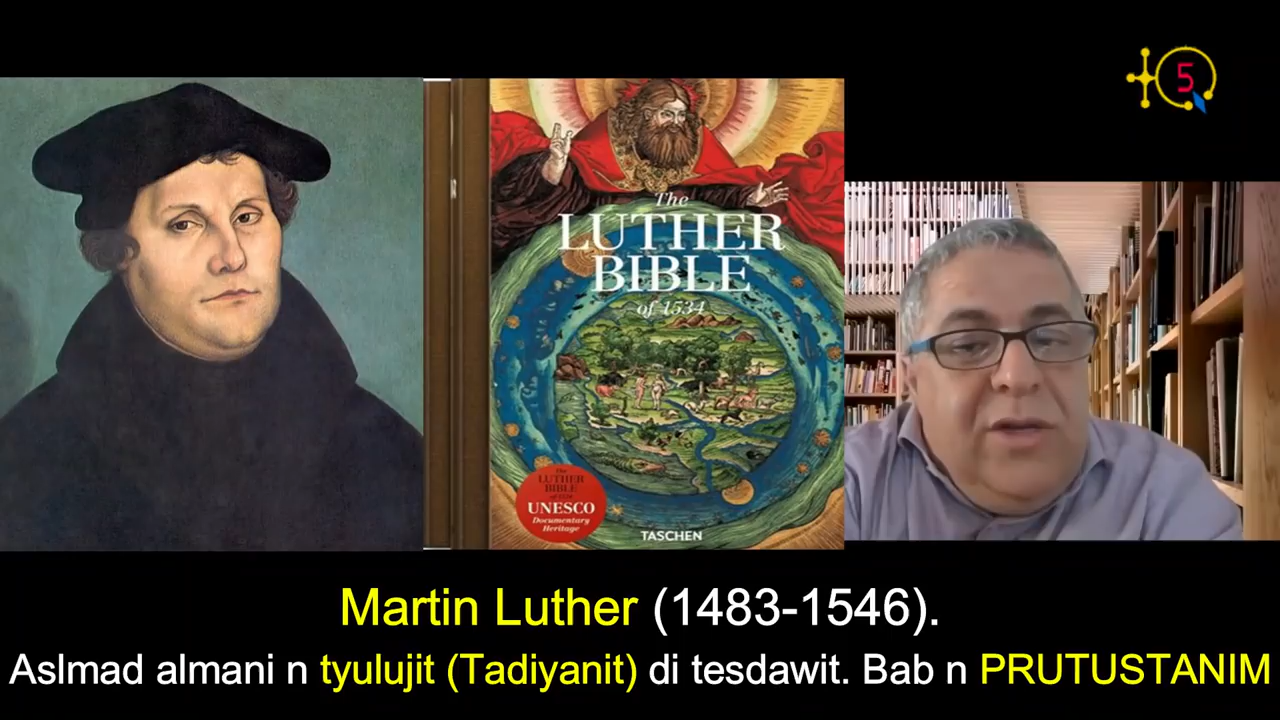 5
The
LUTHER
BIBLE
of 1534
The
LUTHER
BIBLE
of 1534
UNESCO
Documentary
Heritage
TASCHEN
Martin Luther (1483-1546).
Aslmad almani n tyulujit (Tadiyanit) di tesdawit. Bab n PRUTUSTANIM